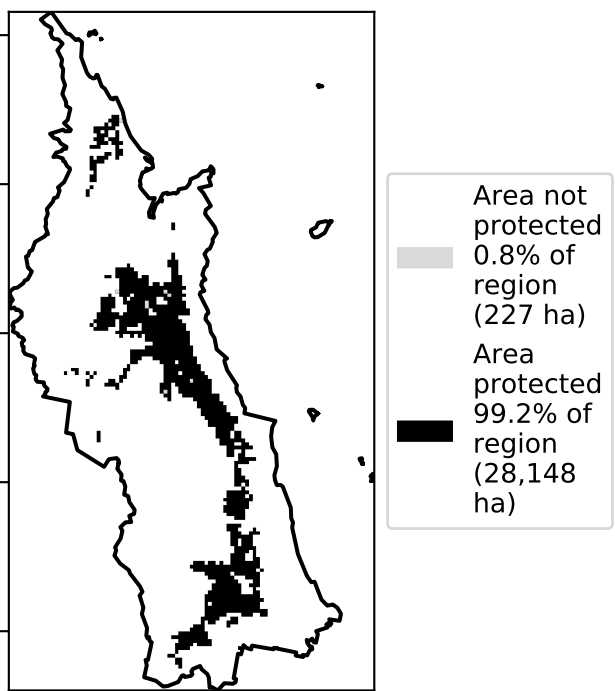 Area not
protected
0.8% of
region
(227 ha)
Area
protected
99.2% of
region
(28,148
ha)